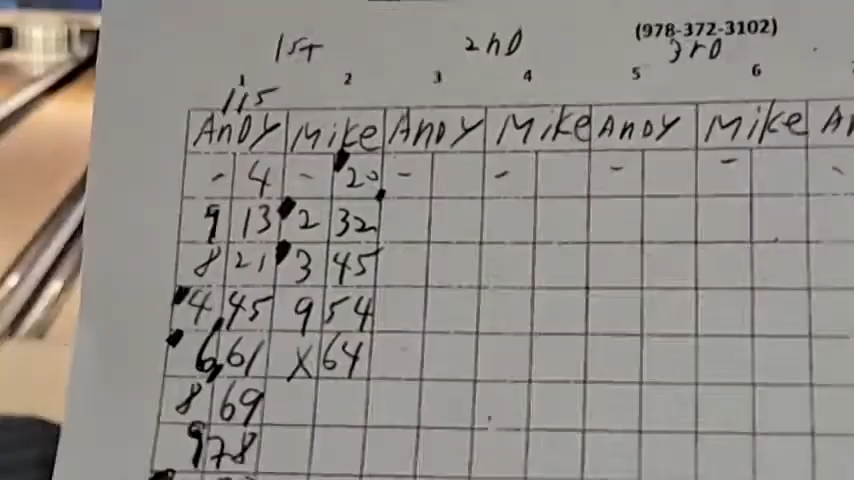 (978-372-3102)
1ST 2ND 3rD
1 2 3 4 5 6
115
ANDY Mike ANDY Mike ANDY Mike AN
- 4 - 20 - - - - -
9 13 2 32
8 21 3 45
4 45 9 54
6 61 X 64
8 69
9 78